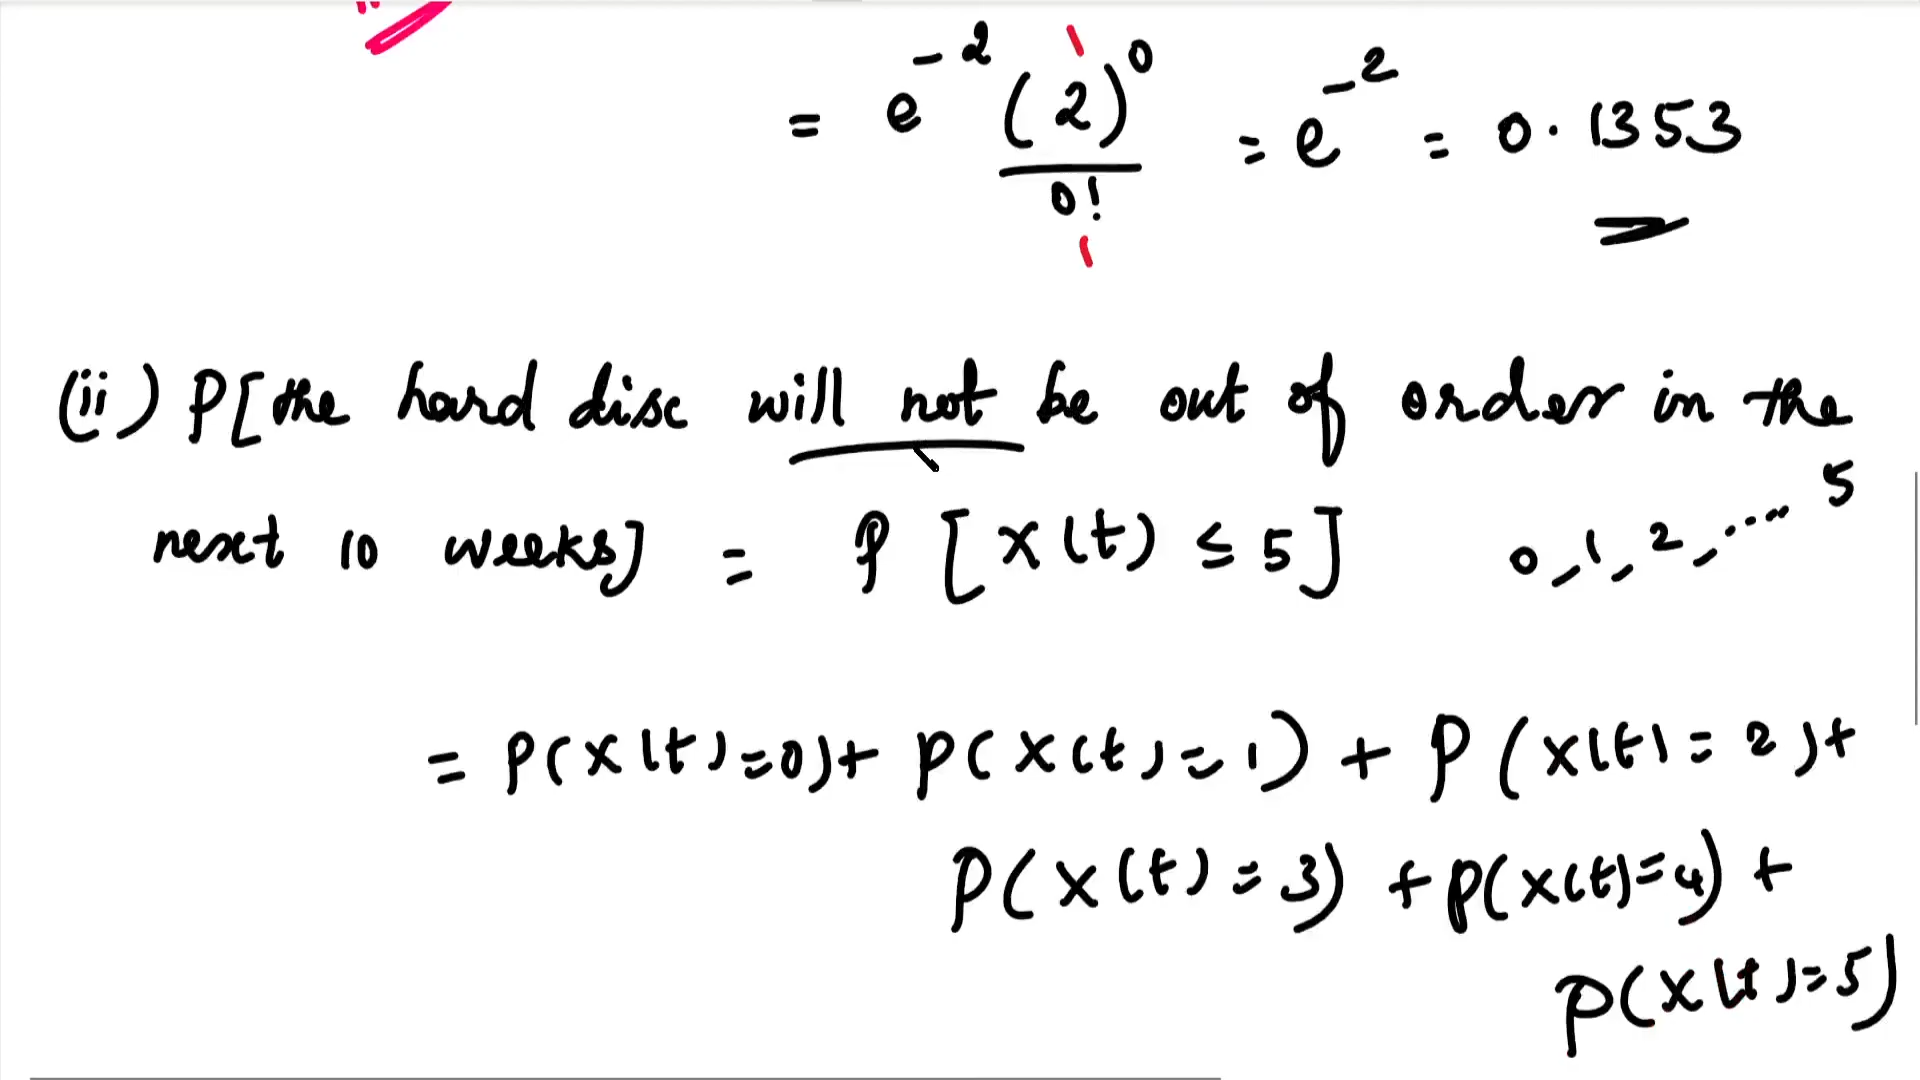 = e^-2 (2)^0 / 0! = e^-2 = 0.1353
(ii) P[the hard disc will not be out of order in the
next 10 weeks] = P [X(t) ≤ 5] 0, 1, 2, .... 5
= P(X(t)=0)+ P(X(t)=1) + P(X(t)=2)+
P(X(t)=3) + P(X(t)=4) +
P(X(t)=5)